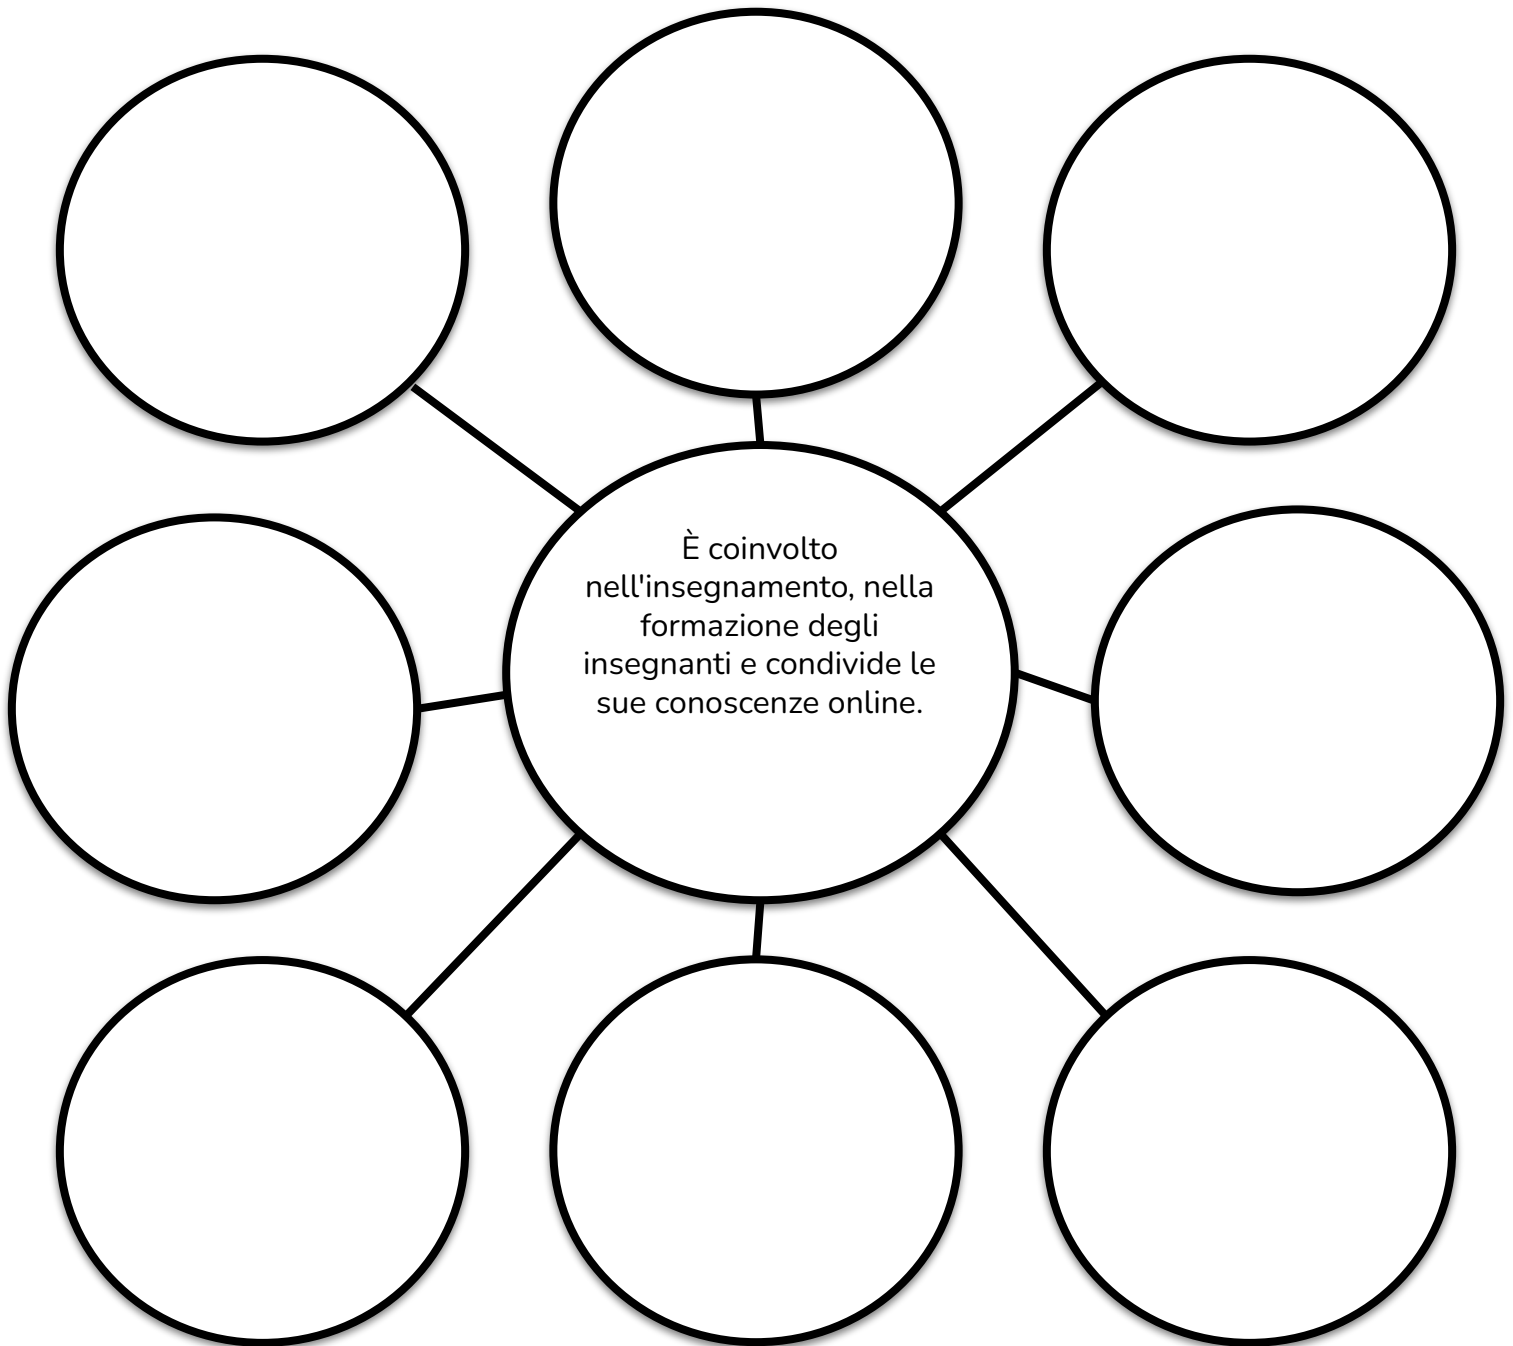 È coinvolto
nell'insegnamento, nella
formazione degli
insegnanti e condivide le
sue conoscenze online.